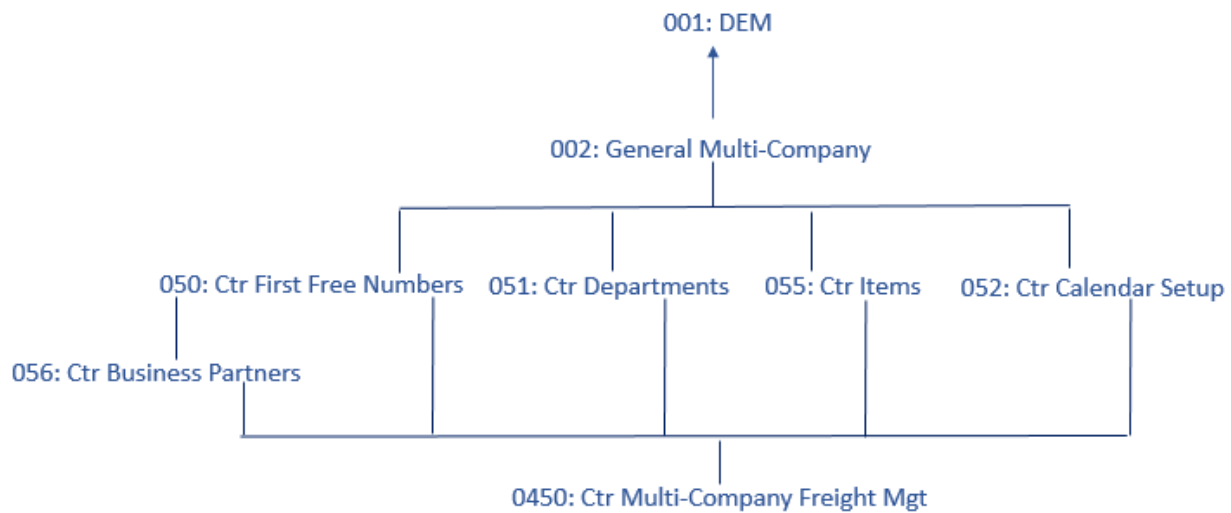 001: DEM
002: General Multi-Company
050: Ctr First Free Numbers
051: Ctr Departments
055: Ctr Items
052: Ctr Calendar Setup
056: Ctr Business Partners
0450: Ctr Multi-Company Freight Mgt